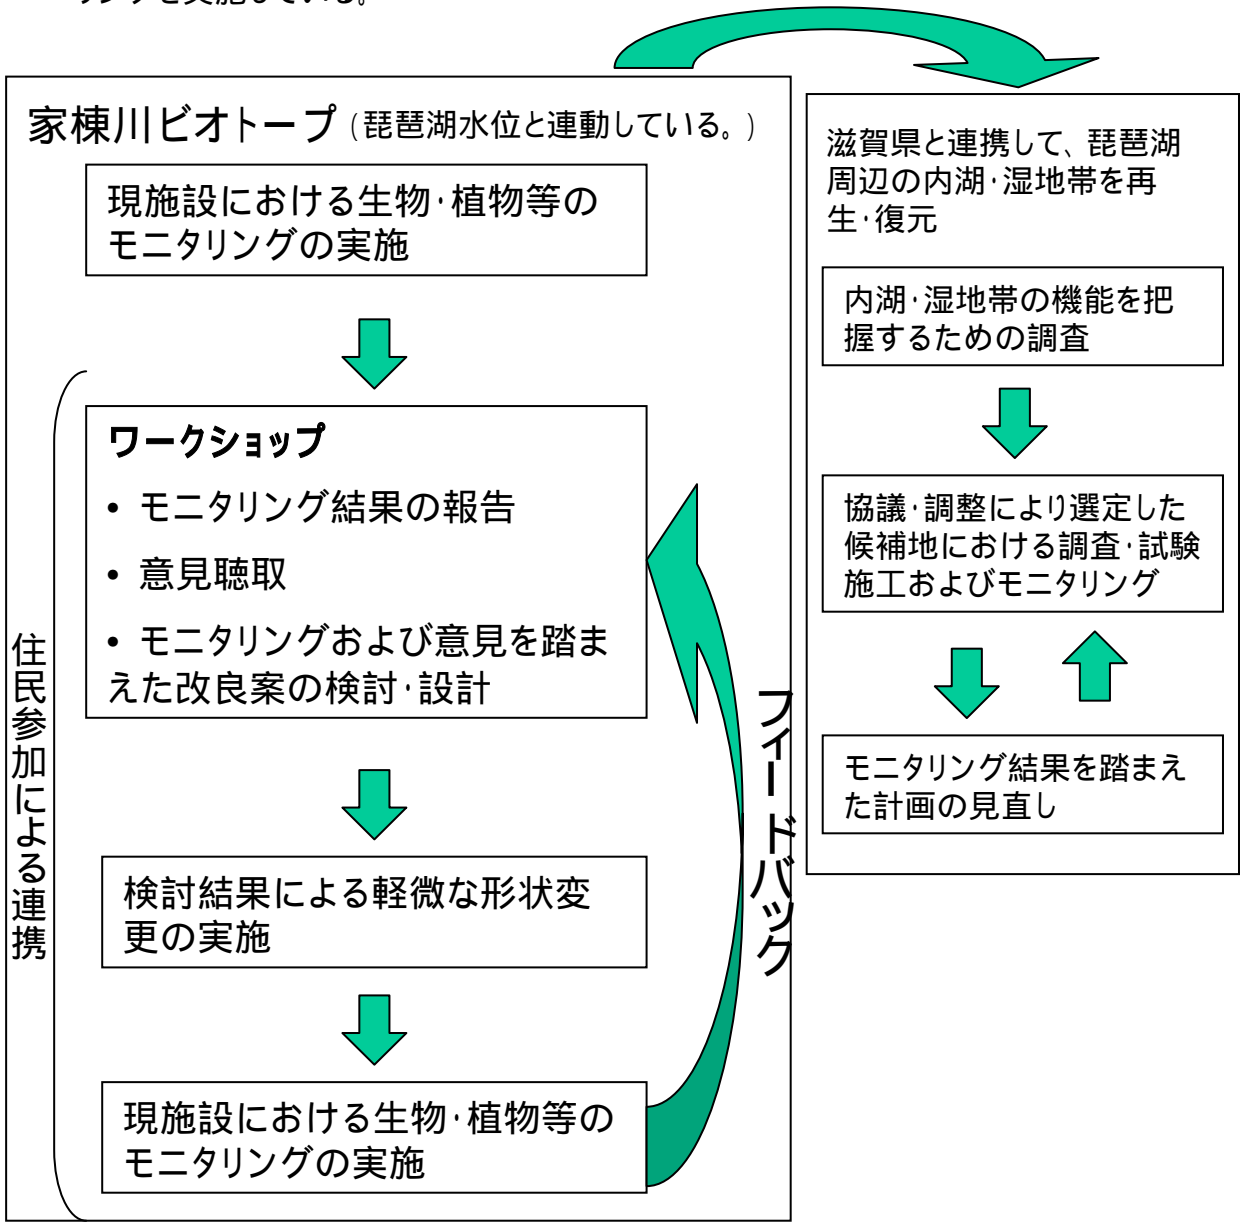 リングを実施している。
家棟川ビオトープ(琵琶湖水位と連動している。)
現施設における生物・植物等の
モニタリングの実施
住民参加による連携
ワークショップ
• モニタリング結果の報告
• 意見聴取
• モニタリングおよび意見を踏ま
えた改良案の検討・設計
検討結果による軽微な形状変
更の実施
現施設における生物・植物等の
モニタリングの実施
フィードバック
滋賀県と連携して、琵琶湖
周辺の内湖・湿地帯を再
生・復元
内湖・湿地帯の機能を把
握するための調査
協議・調整により選定した
候補地における調査・試験
施工およびモニタリング
モニタリング結果を踏まえ
た計画の見直し